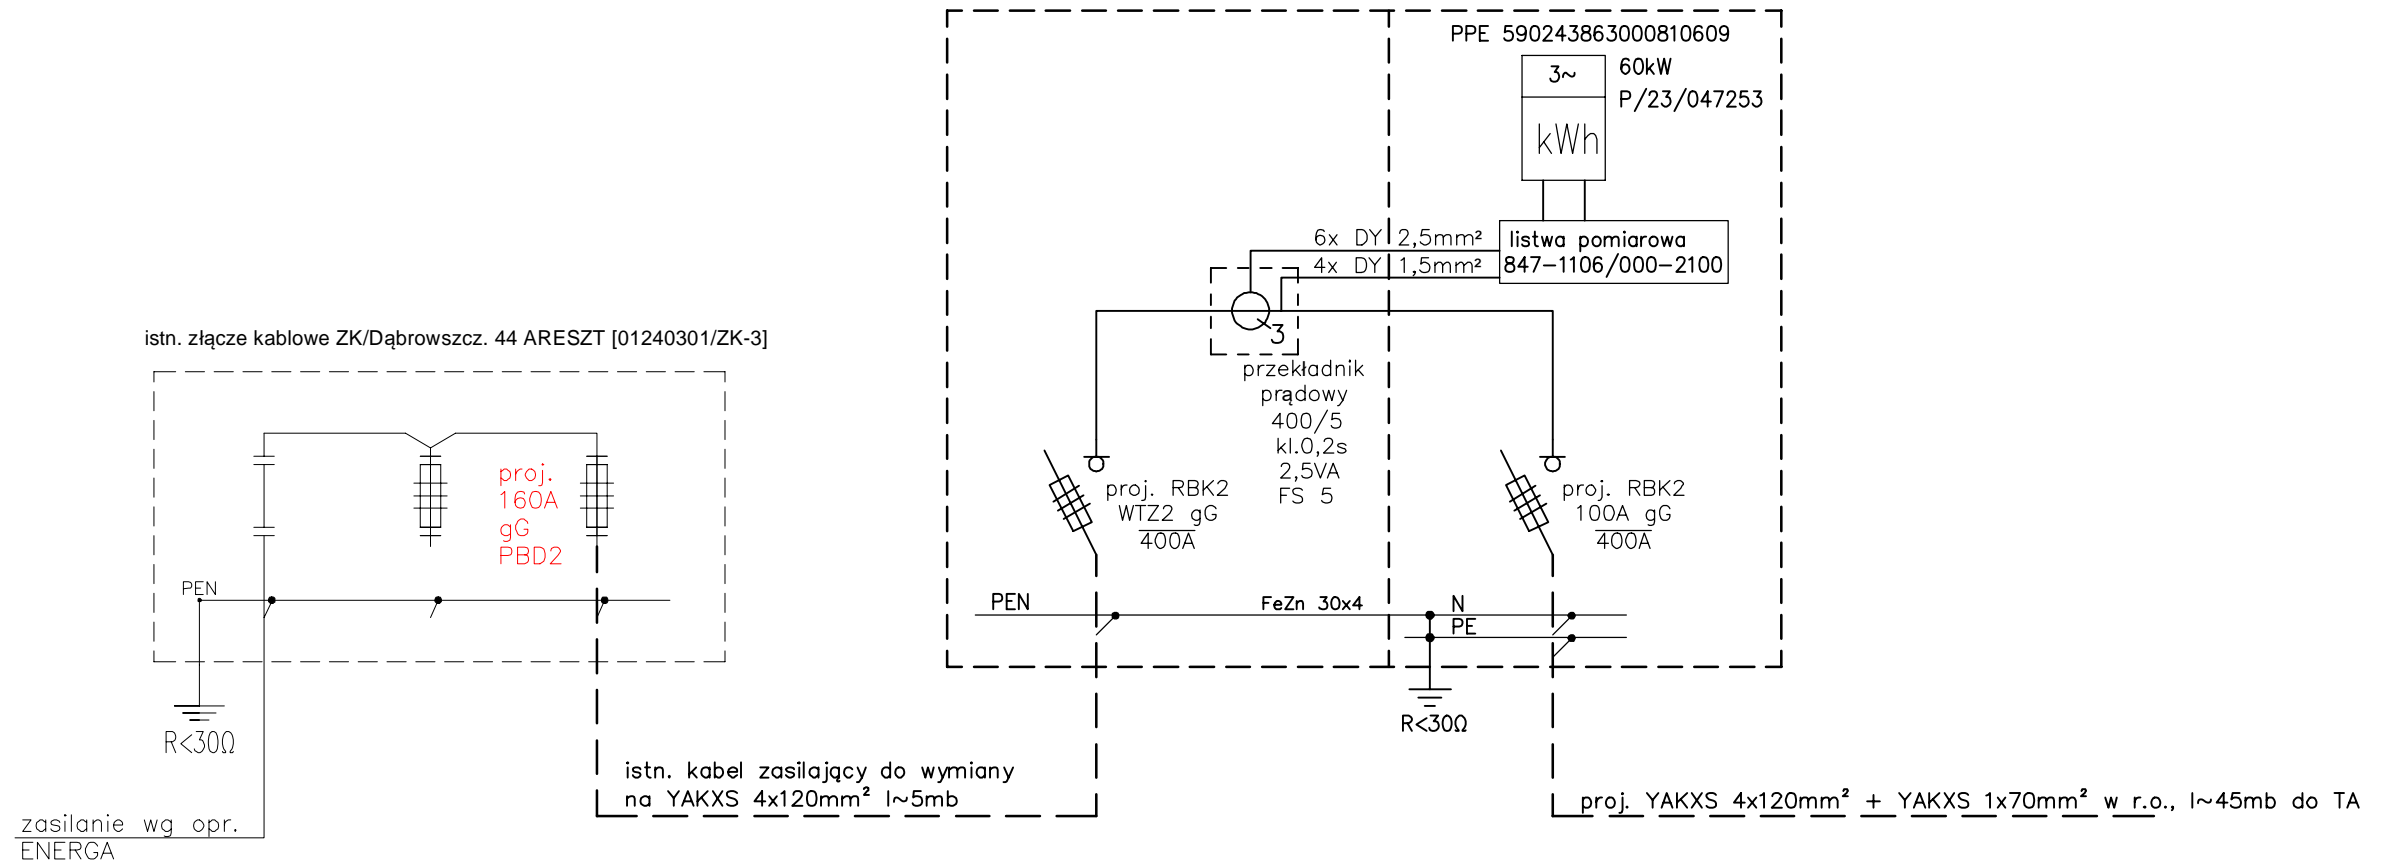 PPE 590243863000810609
3~
60kW
P/23/047253
kWh
6x DY 2,5mm²
4x DY 1,5mm²
listwa pomiarowa
847-1106/000-2100
3
przekładnik
prądowy
400/5
kl.0,2s
2,5VA
FS 5
istn. złącze kablowe ZK/Dąbrowszcz. 44 ARESZT [01240301/ZK-3]
proj.
160A
gG
PBD2
PEN
R<30Ω
zasilanie wg opr.
ENERGA
istn. kabel zasilający do wymiany
na YAKXS 4x120mm² l~5mb
proj. RBK2
WTZ2 gG
400A
proj. RBK2
100A gG
400A
PEN
FeZn 30x4
N
PE
R<30Ω
proj. YAKXS 4x120mm² + YAKXS 1x70mm² w r.o., l~45mb do TA